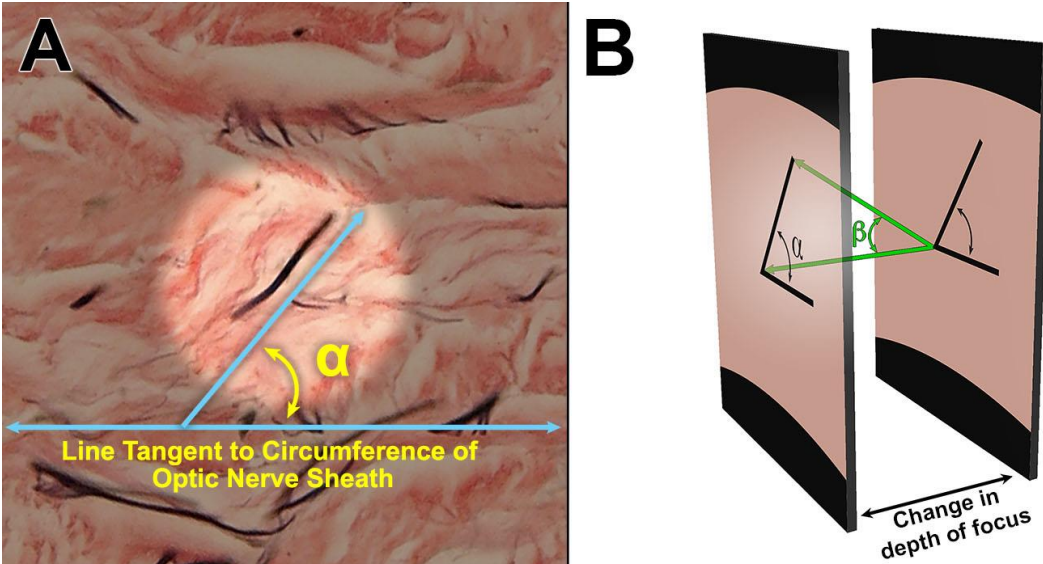 A
α
Line Tangent to Circumference of
Optic Nerve Sheath
B
β
α
Change in
depth of focus